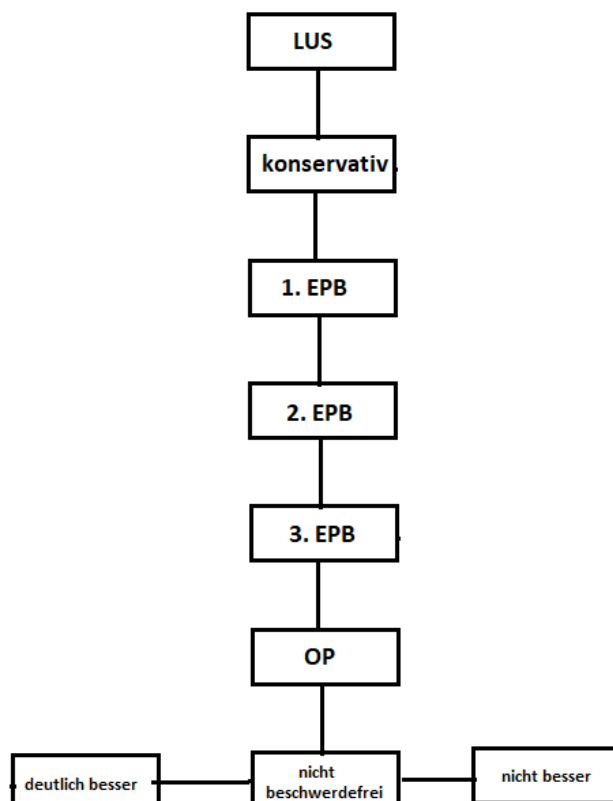 LUS
konservativ
1. EPB
2. EPB
3. EPB
OP
deutlich besser
nicht
beschwerdefrei
nicht besser